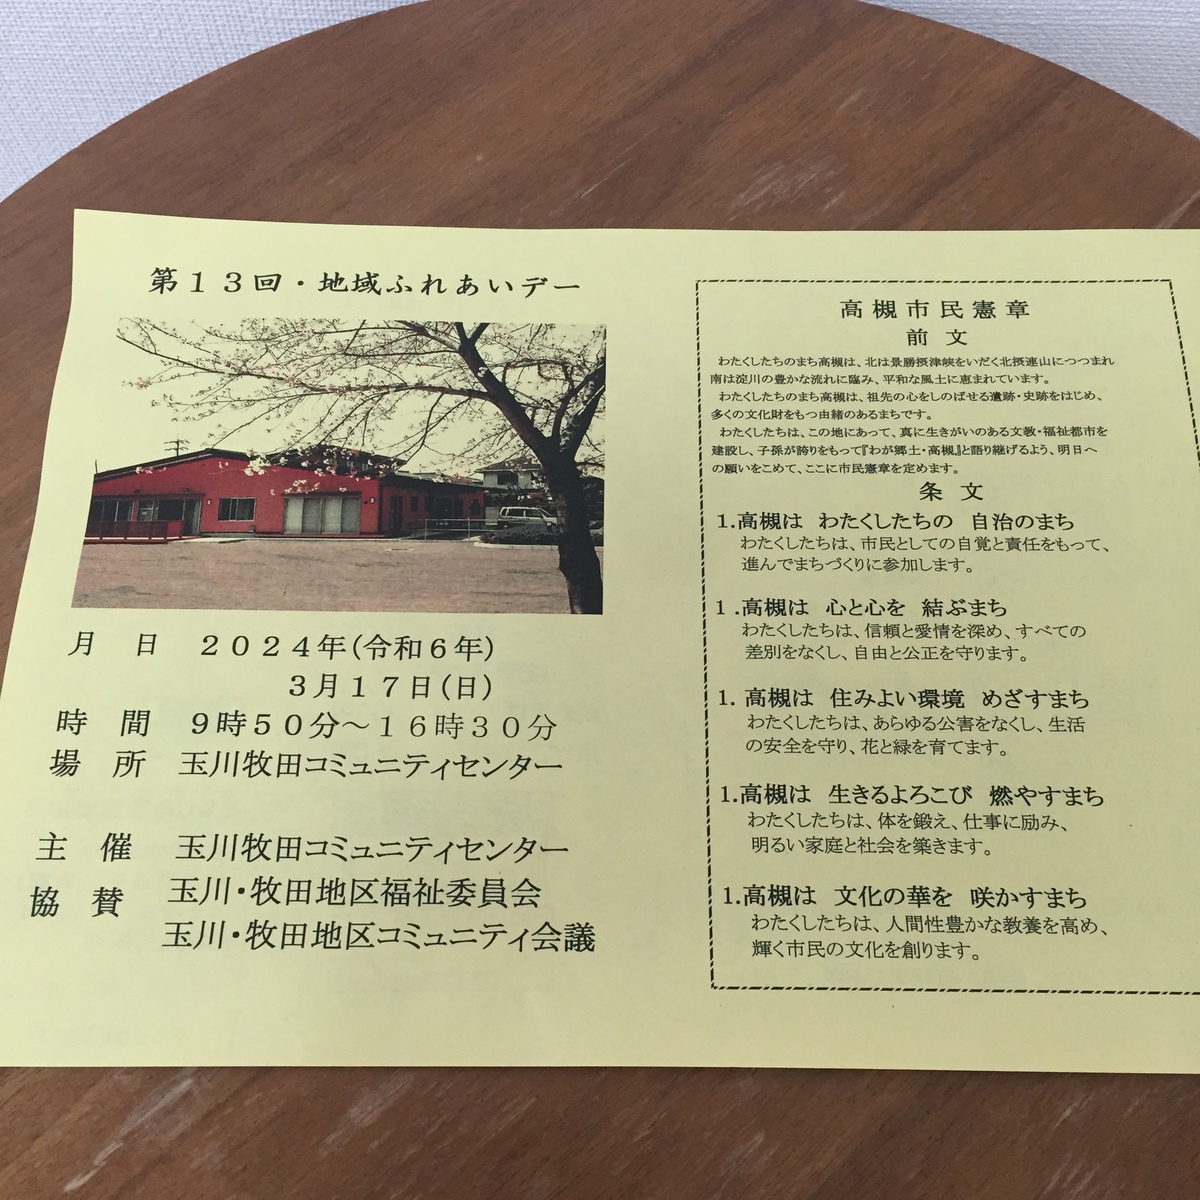 第１３回・地域ふれあいデー
月　日　２０２４年(令和６年)
３月１７日(日)
時　間　９時５０分～１６時３０分
場　所　玉川牧田コミュニティセンター
主　催　玉川牧田コミュニティセンター
協　賛　玉川・牧田地区福祉委員会
玉川・牧田地区コミュニティ会議
高槻市民憲章
前　文
わたくしたちのまち高槻は、北は景勝摂津峡をいだく北摂連山につつまれ
南は淀川の豊かな流れに臨み、平和な風土に恵まれています。
わたくしたちのまち高槻は、祖先の心をしのばせる遺跡・史跡をはじめ、
多くの文化財をもつ由緒のあるまちです。
わたくしたちは、この地にあって、真に生きがいのある文教・福祉都市を
建設し、子孫が誇りをもって『わが郷土・高槻』と語り継げるよう、明日へ
の願いをこめて、ここに市民憲章を定めます。
条　文
1.高槻は　わたくしたちの　自治のまち
わたくしたちは、市民としての自覚と責任をもって、
進んでまちづくりに参加します。
1.高槻は　心と心を　結ぶまち
わたくしたちは、信頼と愛情を深め、すべての
差別をなくし、自由と公正を守ります。
1.高槻は　住みよい環境　めざすまち
わたくしたちは、あらゆる公害をなくし、生活
の安全を守り、花と緑を育てます。
1.高槻は　生きるよろこび　燃やすまち
わたくしたちは、体を鍛え、仕事に励み、
明るい家庭と社会を築きます。
1.高槻は　文化の華を　咲かすまち
わたくしたちは、人間性豊かな教養を高め、
輝く市民の文化を創ります。